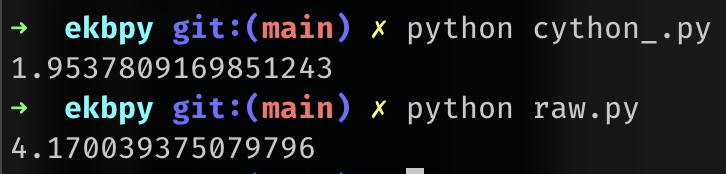 ➜ ekbpy git:(main) ✗ python cython_.py
1.9537809169851243
➜ ekbpy git:(main) ✗ python raw.py
4.170039375079796